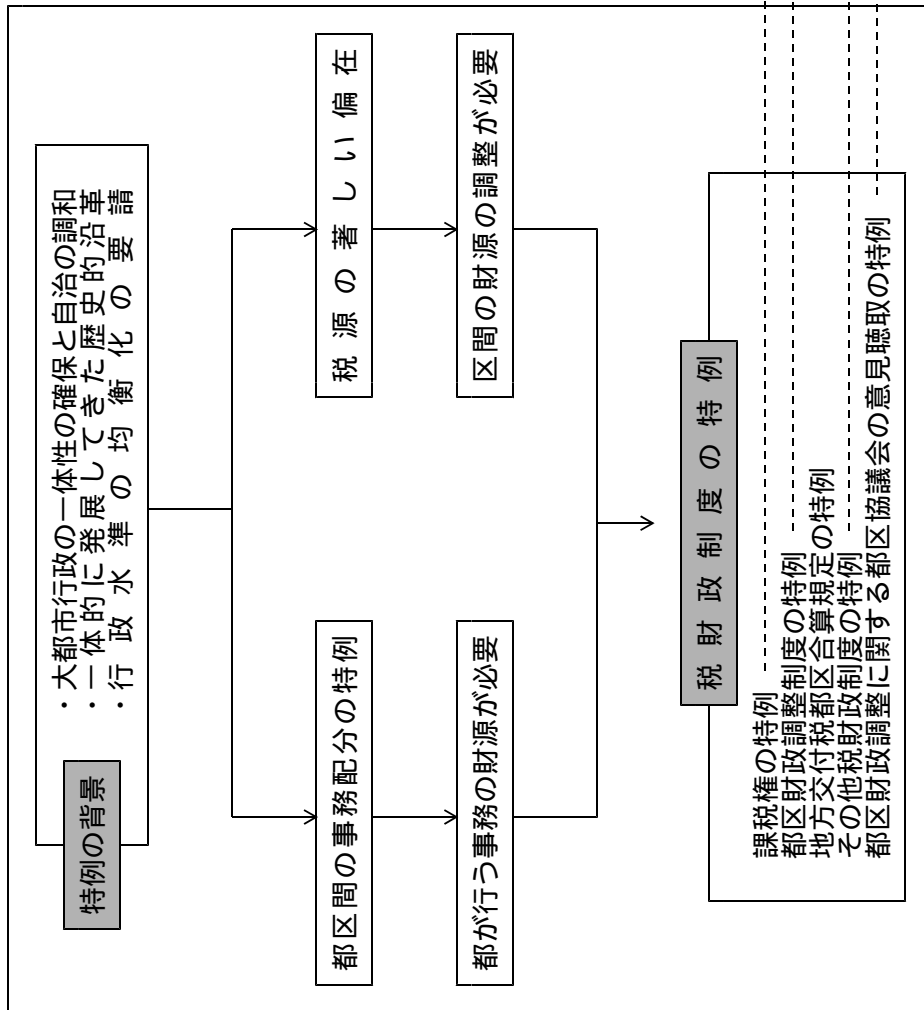 特例の背景
・大都市行政の一体性の確保と自治の調和
・一体的に発展してきた歴史的沿革
・行政水準の均衡化の要請
都区間の事務配分の特例
税源の著しい偏在
都が行う事務の財源が必要
区間の財源の調整が必要
税財政制度の特例
課税権の特例
都区財政調整制度の特例
地方交付税都区合算規定の特例
その他税財政制度の特例
都区財政調整に関する都区協議会の意見聴取の特例